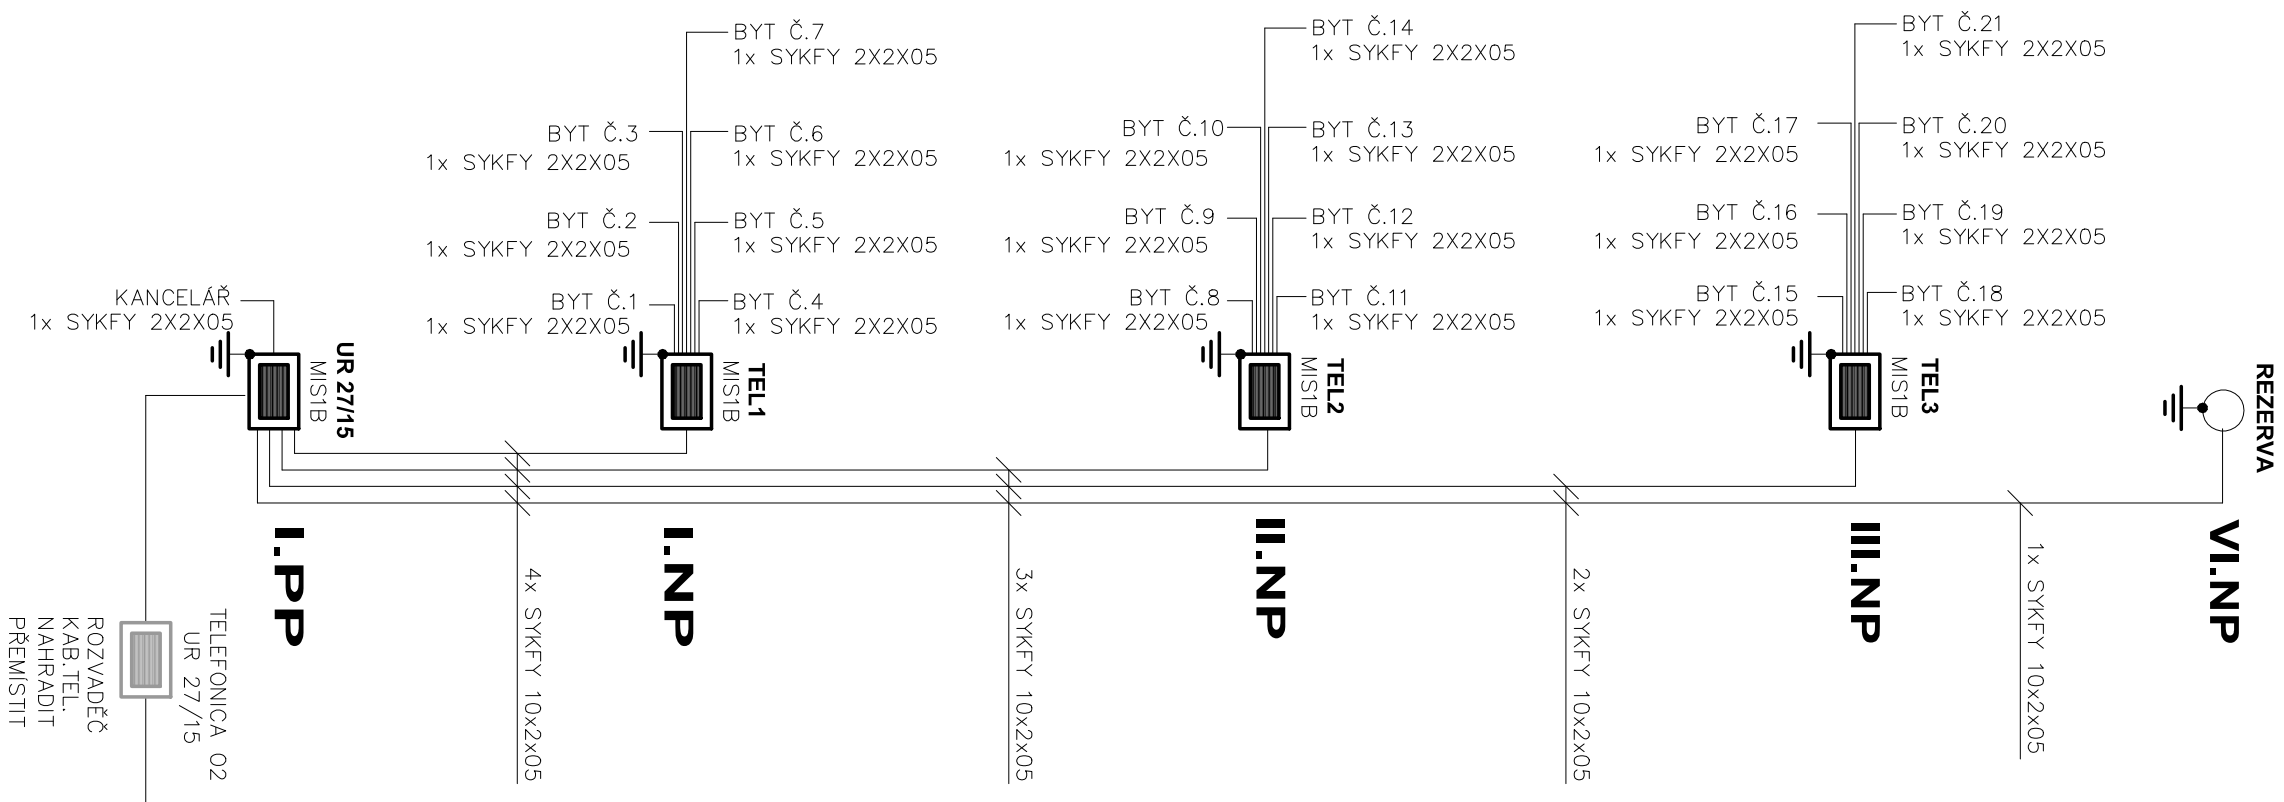 BYT Č.7
1x SYKFY 2X2X05
BYT Č.3
1x SYKFY 2X2X05
BYT Č.6
1x SYKFY 2X2X05
BYT Č.2
1x SYKFY 2X2X05
BYT Č.5
1x SYKFY 2X2X05
BYT Č.1
1x SYKFY 2X2X05
BYT Č.4
1x SYKFY 2X2X05
BYT Č.14
1x SYKFY 2X2X05
BYT Č.10
1x SYKFY 2X2X05
BYT Č.13
1x SYKFY 2X2X05
BYT Č.9
1x SYKFY 2X2X05
BYT Č.12
1x SYKFY 2X2X05
BYT Č.8
1x SYKFY 2X2X05
BYT Č.11
1x SYKFY 2X2X05
BYT Č.21
1x SYKFY 2X2X05
BYT Č.17
1x SYKFY 2X2X05
BYT Č.20
1x SYKFY 2X2X05
BYT Č.16
1x SYKFY 2X2X05
BYT Č.19
1x SYKFY 2X2X05
BYT Č.15
1x SYKFY 2X2X05
BYT Č.18
1x SYKFY 2X2X05
KANCELÁŘ
1x SYKFY 2X2X05
UR 27/15
MIS1B
TEL1
MIS1B
TEL2
MIS1B
TEL3
MIS1B
REZERVA
I.PP
I.NP
II.NP
III.NP
VI.NP
4x SYKFY 10x2x05
3x SYKFY 10x2x05
2x SYKFY 10x2x05
1x SYKFY 10x2x05
TELEFONICA O2
UR 27/15
ROZVADĚČ
KAB.TEL.
NAHRADIT
PŘEMÍSTIT